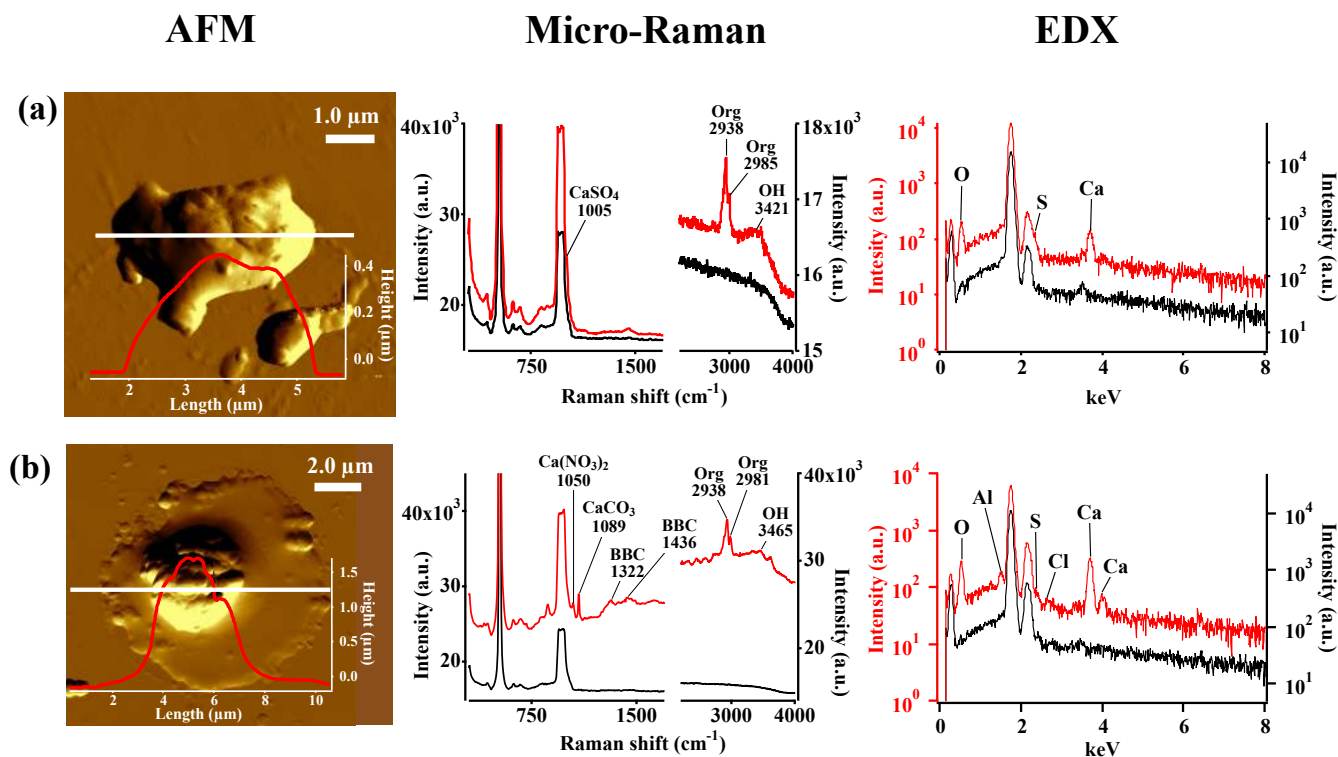 AFM
Micro-Raman
EDX
(a)
1.0 µm
0.4
0.2
0.0
Height (µm)
2
3
4
5
Length (µm)
40x10³
30
20
Intensity (a.u.)
CaSO₄
1005
Org
2938
Org
2985
OH
3421
18x10³
17
16
15
Intensity (a.u.)
750
1500
3000
4000
Raman shift (cm⁻¹)
10⁴
10³
10²
10¹
10⁰
Intesity (a.u.)
O
S
Ca
10⁴
10³
10²
10¹
Intensity (a.u.)
0
2
4
6
8
keV
(b)
2.0 µm
1.5
1.0
0.5
0.0
Height (µm)
2
4
6
8
10
Length (µm)
40x10³
30
20
Intensity (a.u.)
Ca(NO₃)₂
1050
CaCO₃
1089
BBC
1322
BBC
1436
Org
2938
Org
2981
OH
3465
40x10³
30
20
Intensity (a.u.)
750
1500
3000
4000
Raman shift (cm⁻¹)
10⁴
10³
10²
10¹
10⁰
Intensity (a.u.)
O
Al
S
Cl
Ca
Ca
10⁴
10³
10²
10¹
Intensity (a.u.)
0
2
4
6
8
keV